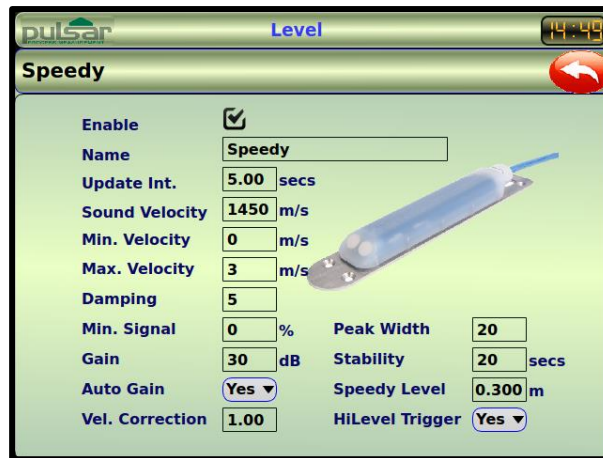 pulsar
Level
14:49
Speedy
Enable
Name Speedy
Update Int. 5.00 secs
Sound Velocity 1450 m/s
Min. Velocity 0 m/s
Max. Velocity 3 m/s
Damping 5
Min. Signal 0 % Peak Width 20
Gain 30 dB Stability 20 secs
Auto Gain Yes Speedy Level 0.300 m
Vel. Correction 1.00 HiLevel Trigger Yes